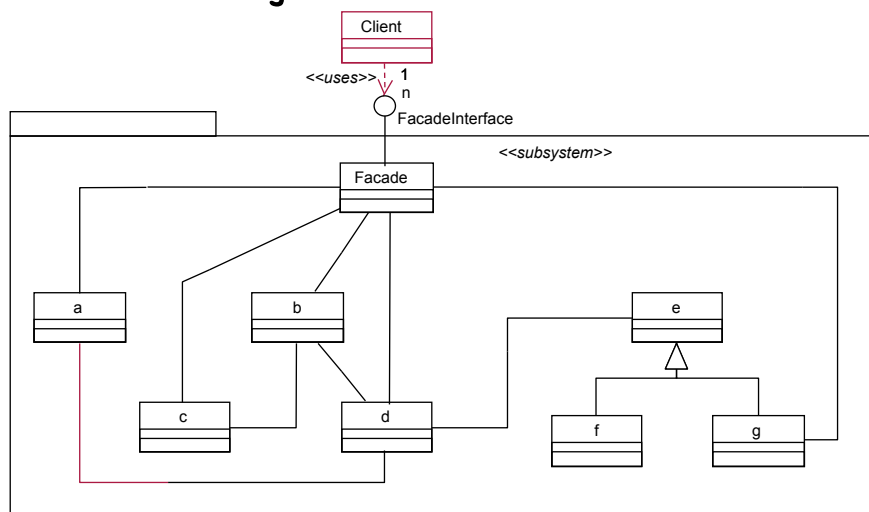 Client
<<uses>>
1
n
FacadeInterface
<<subsystem>>
Facade
a
b
e
c
d
f
g